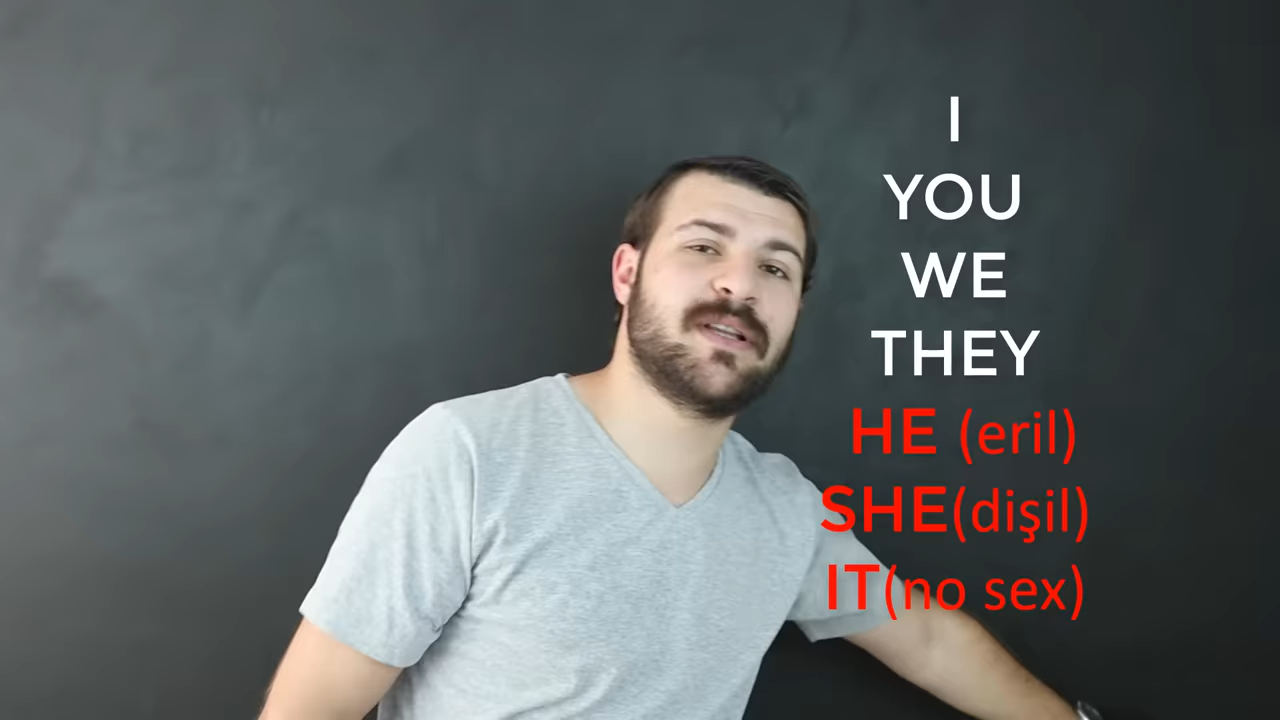 I
YOU
WE
THEY
HE (eril)
SHE(dişil)
IT(no sex)